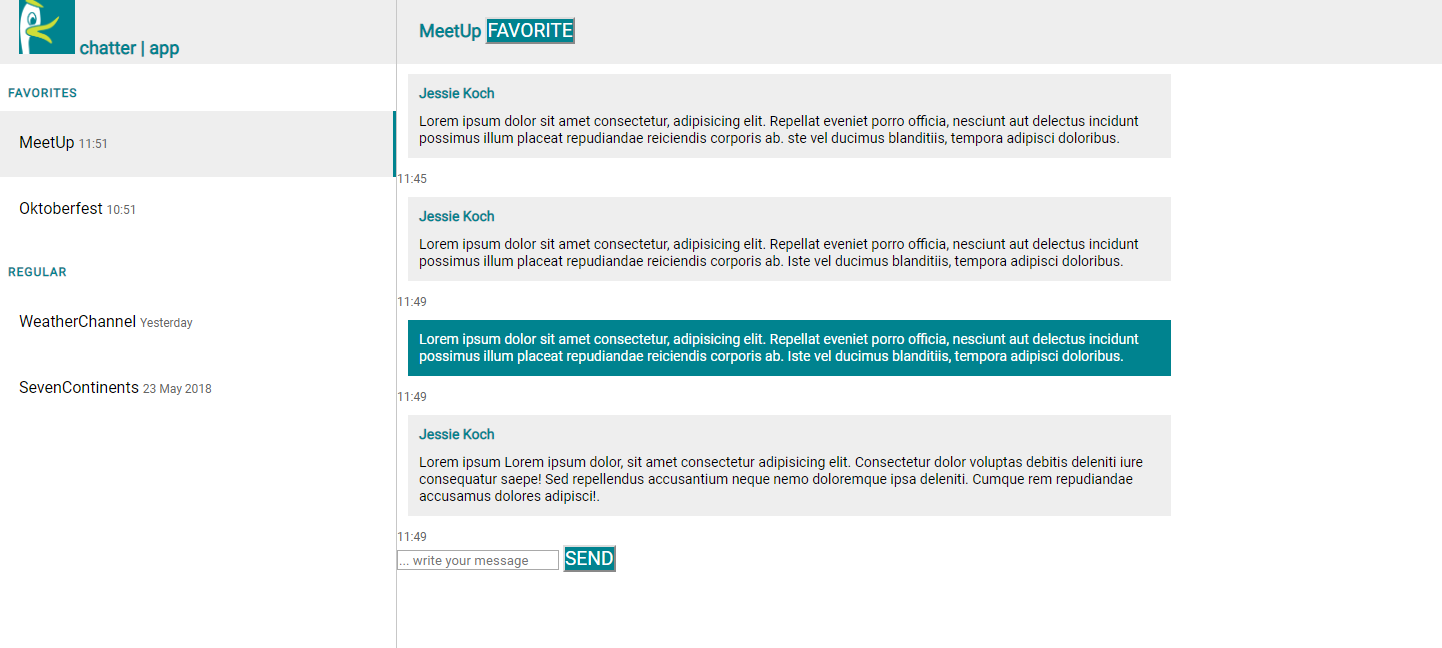 chatter | app
FAVORITES
MeetUp 11:51
Oktoberfest 10:51
REGULAR
WeatherChannel Yesterday
SevenContinents 23 May 2018
MeetUp FAVORITE
Jessie Koch
Lorem ipsum dolor sit amet consectetur, adipisicing elit. Repellat eveniet porro officia, nesciunt aut delectus incidunt
possimus illum placeat repudiandae reiciendis corporis ab. ste vel ducimus blanditiis, tempora adipisci doloribus.
11:45
Jessie Koch
Lorem ipsum dolor sit amet consectetur, adipisicing elit. Repellat eveniet porro officia, nesciunt aut delectus incidunt
possimus illum placeat repudiandae reiciendis corporis ab. Iste vel ducimus blanditiis, tempora adipisci doloribus.
11:49
Lorem ipsum dolor sit amet consectetur, adipisicing elit. Repellat eveniet porro officia, nesciunt aut delectus incidunt
possimus illum placeat repudiandae reiciendis corporis ab. Iste vel ducimus blanditiis, tempora adipisci doloribus.
11:49
Jessie Koch
Lorem ipsum Lorem ipsum dolor, sit amet consectetur adipisicing elit. Consectetur dolor voluptas debitis deleniti iure
consequatur saepe! Sed repellendus accusantium neque nemo doloremque ipsa deleniti. Cumque rem repudiandae
accusamus dolores adipisci!.
11:49
... write your message SEND